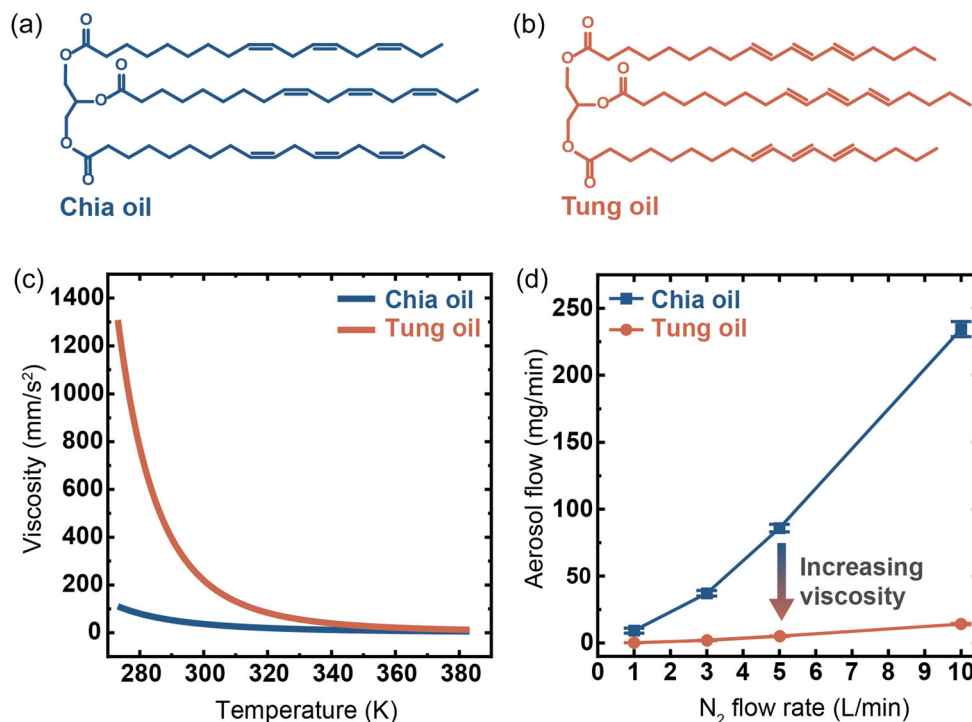 (a)
O
O
O
O
O
O
Chia oil
(b)
O
O
O
O
O
O
Tung oil
(c)
Viscosity (mm/s²)
1400
1200
1000
800
600
400
200
0
Chia oil
Tung oil
280 300 320 340 360 380
Temperature (K)
(d)
Aerosol flow (mg/min)
250
200
150
100
50
0
Chia oil
Tung oil
Increasing
viscosity
0 1 2 3 4 5 6 7 8 9 10
N₂ flow rate (L/min)